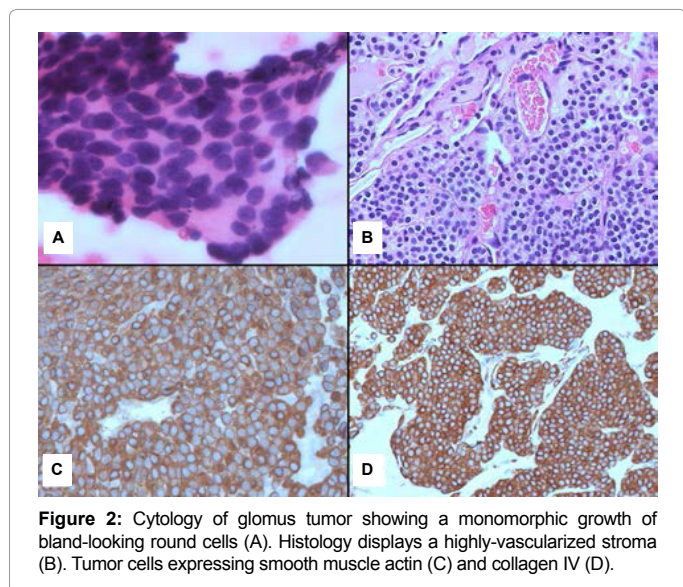 A
B
C
D
Figure 2: Cytology of glomus tumor showing a monomorphic growth of
bland-looking round cells (A). Histology displays a highly-vascularized stroma
(B). Tumor cells expressing smooth muscle actin (C) and collagen IV (D).